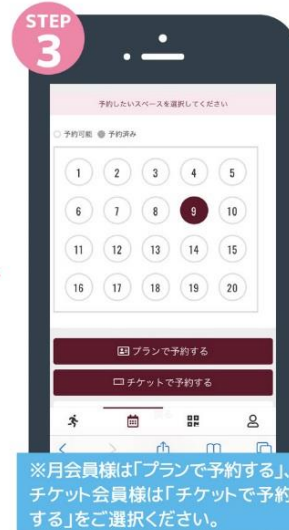 STEP
3
予約したいスペースを選択してください
予約可能 予約済み
1 2 3 4 5
6 7 8 9 10
11 12 13 14 15
16 17 18 19 20
プランで予約する
チケットで予約する
※月会員様は「プランで予約する」、
チケット会員様は「チケットで予約
する」をご選択ください。